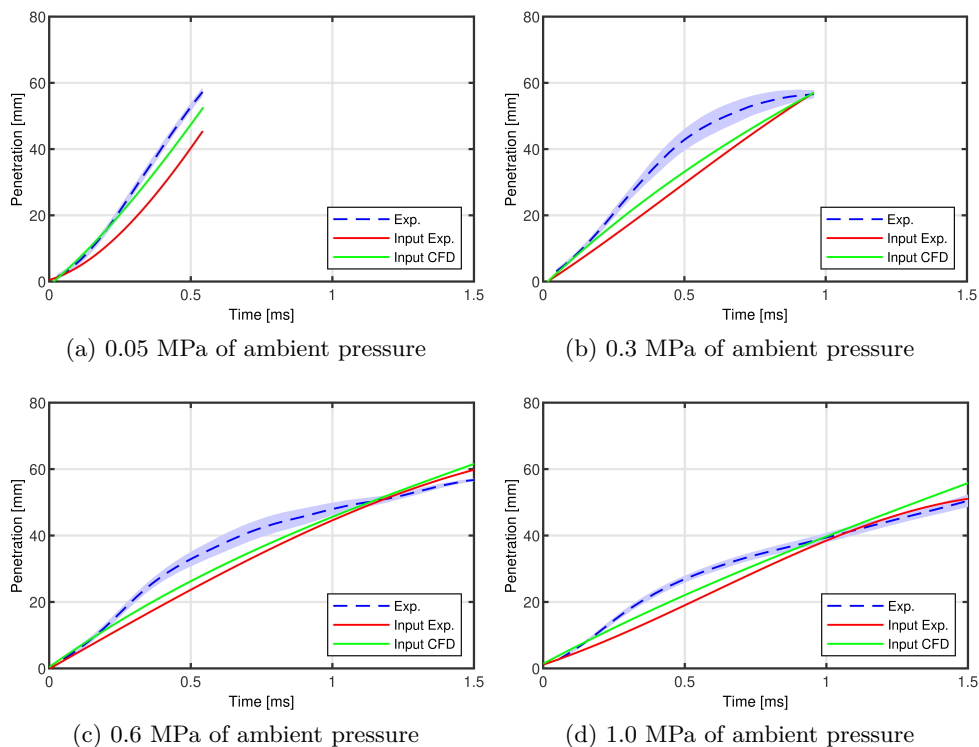 80
60
40
20
0
Penetration [mm]
0
0.5
1
1.5
Time [ms]
Exp.
Input Exp.
Input CFD
(a) 0.05 MPa of ambient pressure
80
60
40
20
0
Penetration [mm]
0
0.5
1
1.5
Time [ms]
Exp.
Input Exp.
Input CFD
(b) 0.3 MPa of ambient pressure
80
60
40
20
0
Penetration [mm]
0
0.5
1
1.5
Time [ms]
Exp.
Input Exp.
Input CFD
(c) 0.6 MPa of ambient pressure
80
60
40
20
0
Penetration [mm]
0
0.5
1
1.5
Time [ms]
Exp.
Input Exp.
Input CFD
(d) 1.0 MPa of ambient pressure